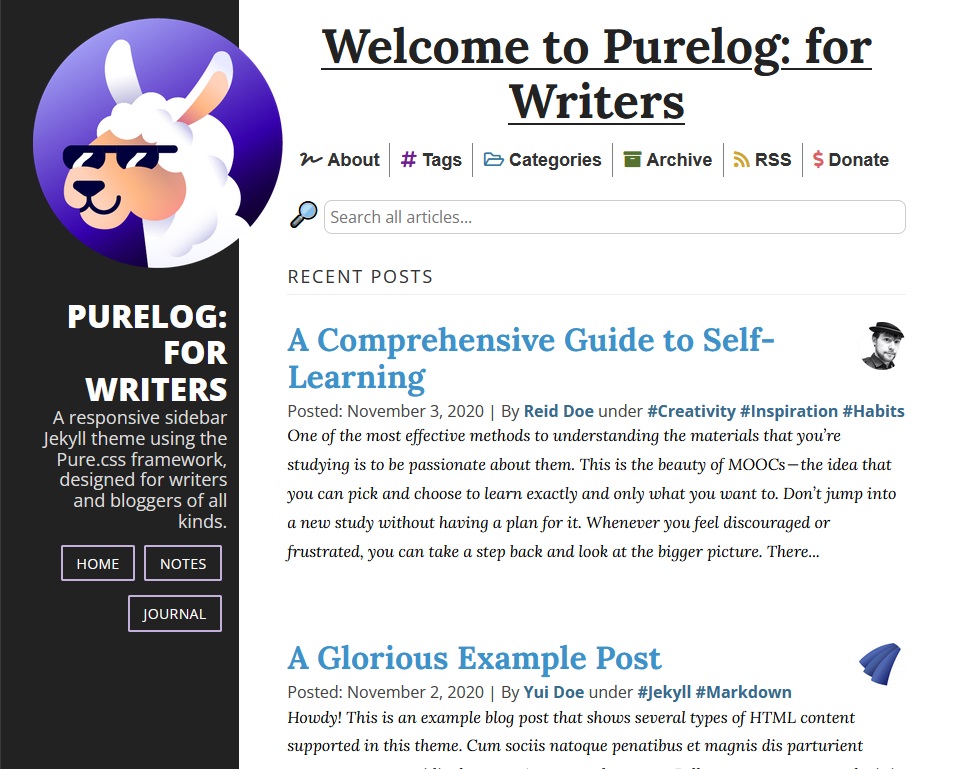 PURELOG:
FOR
WRITERS
A responsive sidebar
Jekyll theme using the
Pure.css framework,
designed for writers
and bloggers of all
kinds.
HOME NOTES
JOURNAL
Welcome to Purelog: for
Writers
About # Tags Categories Archive RSS $ Donate
Search all articles...
RECENT POSTS
A Comprehensive Guide to Self-
Learning
Posted: November 3, 2020 | By Reid Doe under #Creativity #Inspiration #Habits
One of the most effective methods to understanding the materials that you’re
studying is to be passionate about them. This is the beauty of MOOCs—the idea that
you can pick and choose to learn exactly and only what you want to. Don’t jump into
a new study without having a plan for it. Whenever you feel discouraged or
frustrated, you can take a step back and look at the bigger picture. There...
A Glorious Example Post
Posted: November 2, 2020 | By Yui Doe under #Jekyll #Markdown
Howdy! This is an example blog post that shows several types of HTML content
supported in this theme. Cum sociis natoque penatibus et magnis dis parturient